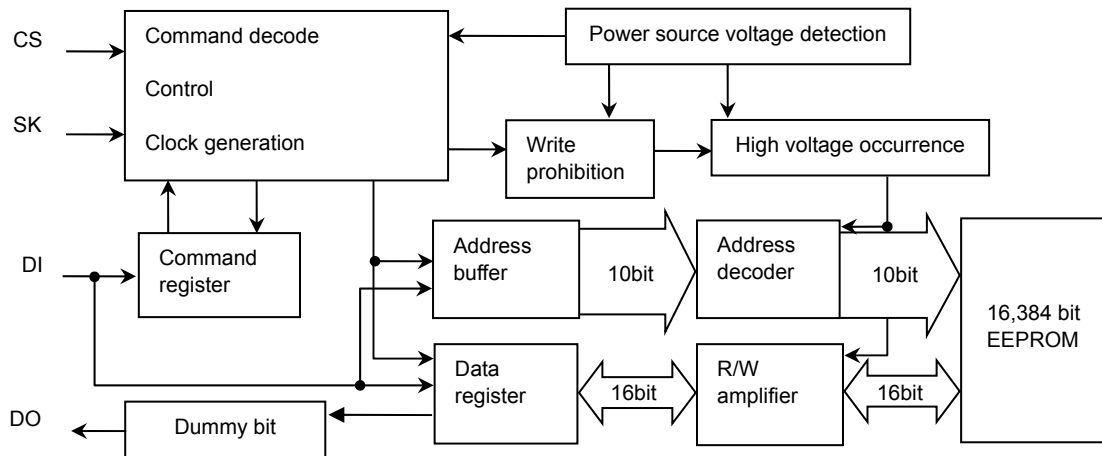 CS
Command decode
Power source voltage detection
Control
SK
Clock generation
Write
prohibition
High voltage occurrence
DI
Command
register
Address
buffer
10bit
Address
decoder
10bit
16,384 bit
EEPROM
Data
register
16bit
R/W
amplifier
16bit
DO
Dummy bit